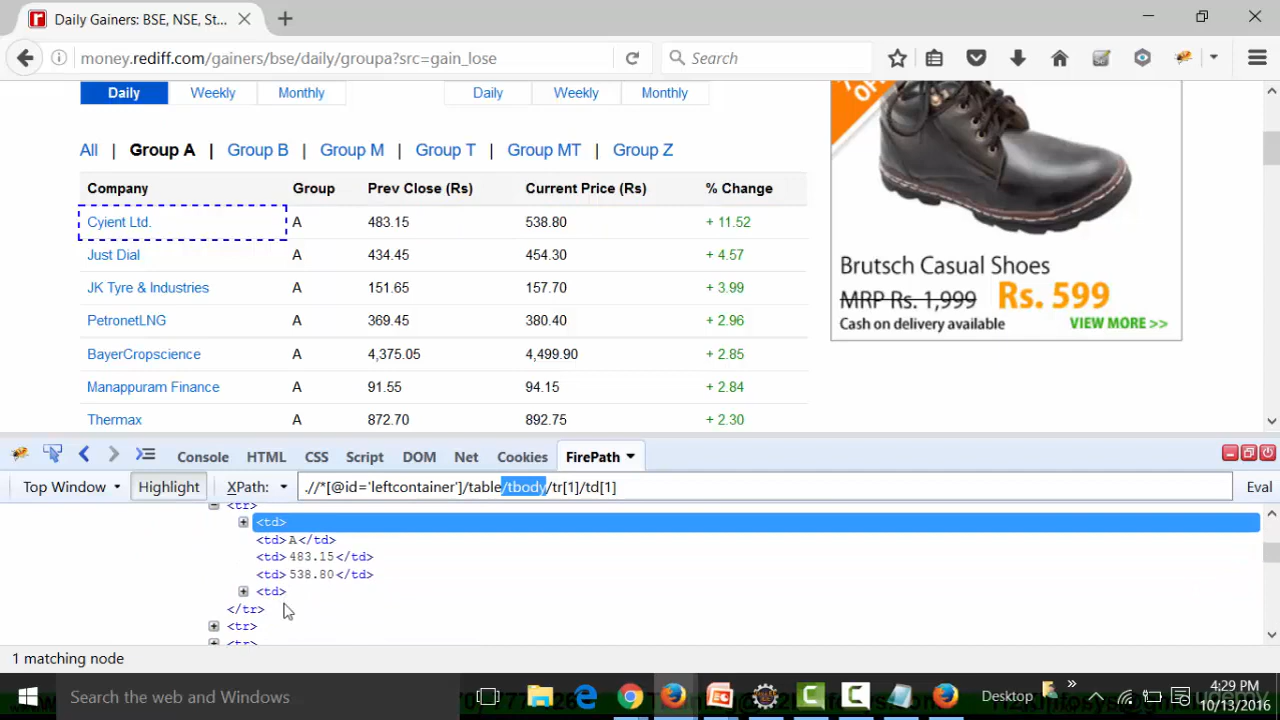 Daily Gainers: BSE, NSE, St...
money.rediff.com/gainers/bse/daily/groupa?src=gain_lose
Search
Daily Weekly Monthly Daily Weekly Monthly
All | Group A | Group B | Group M | Group T | Group MT | Group Z
Company Group Prev Close (Rs) Current Price (Rs) % Change
Cyient Ltd. A 483.15 538.80 + 11.52
Just Dial A 434.45 454.30 + 4.57
JK Tyre & Industries A 151.65 157.70 + 3.99
PetronetLNG A 369.45 380.40 + 2.96
BayerCropscience A 4,375.05 4,499.90 + 2.85
Manappuram Finance A 91.55 94.15 + 2.84
Thermax A 872.70 892.75 + 2.30
Brutsch Casual Shoes
MRP Rs. 1,999 Rs. 599
Cash on delivery available VIEW MORE >>
Console HTML CSS Script DOM Net Cookies FirePath
Top Window Highlight XPath: .//*[@id='leftcontainer']/table/tbody/tr[1]/td[1] Eval
<tr>
<td>
<td>A</td>
<td>483.15</td>
<td>538.80</td>
<td>
</tr>
<tr>
<tr>
1 matching node
Search the web and Windows
Desktop
4:29 PM
10/13/2016